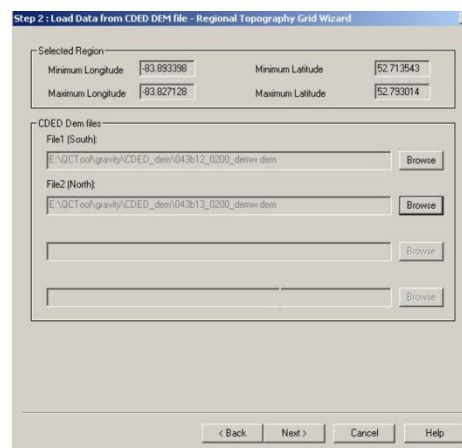 Step 2 : Load Data from CDED DEM file - Regional Topography Grid Wizard
Selected Region
Minimum Longitude -83.893398 Minimum Latitude 52.713543
Maximum Longitude -83.827128 Maximum Latitude 52.793014
CDED Dem files
File1 (South):
E:\QCTool\gravity\CDED_dem\043b12_0200_demw.dem Browse
File2 (North):
E:\QCTool\gravity\CDED_dem\043b13_0200_demw.dem Browse
Browse
Browse
< Back Next > Cancel Help